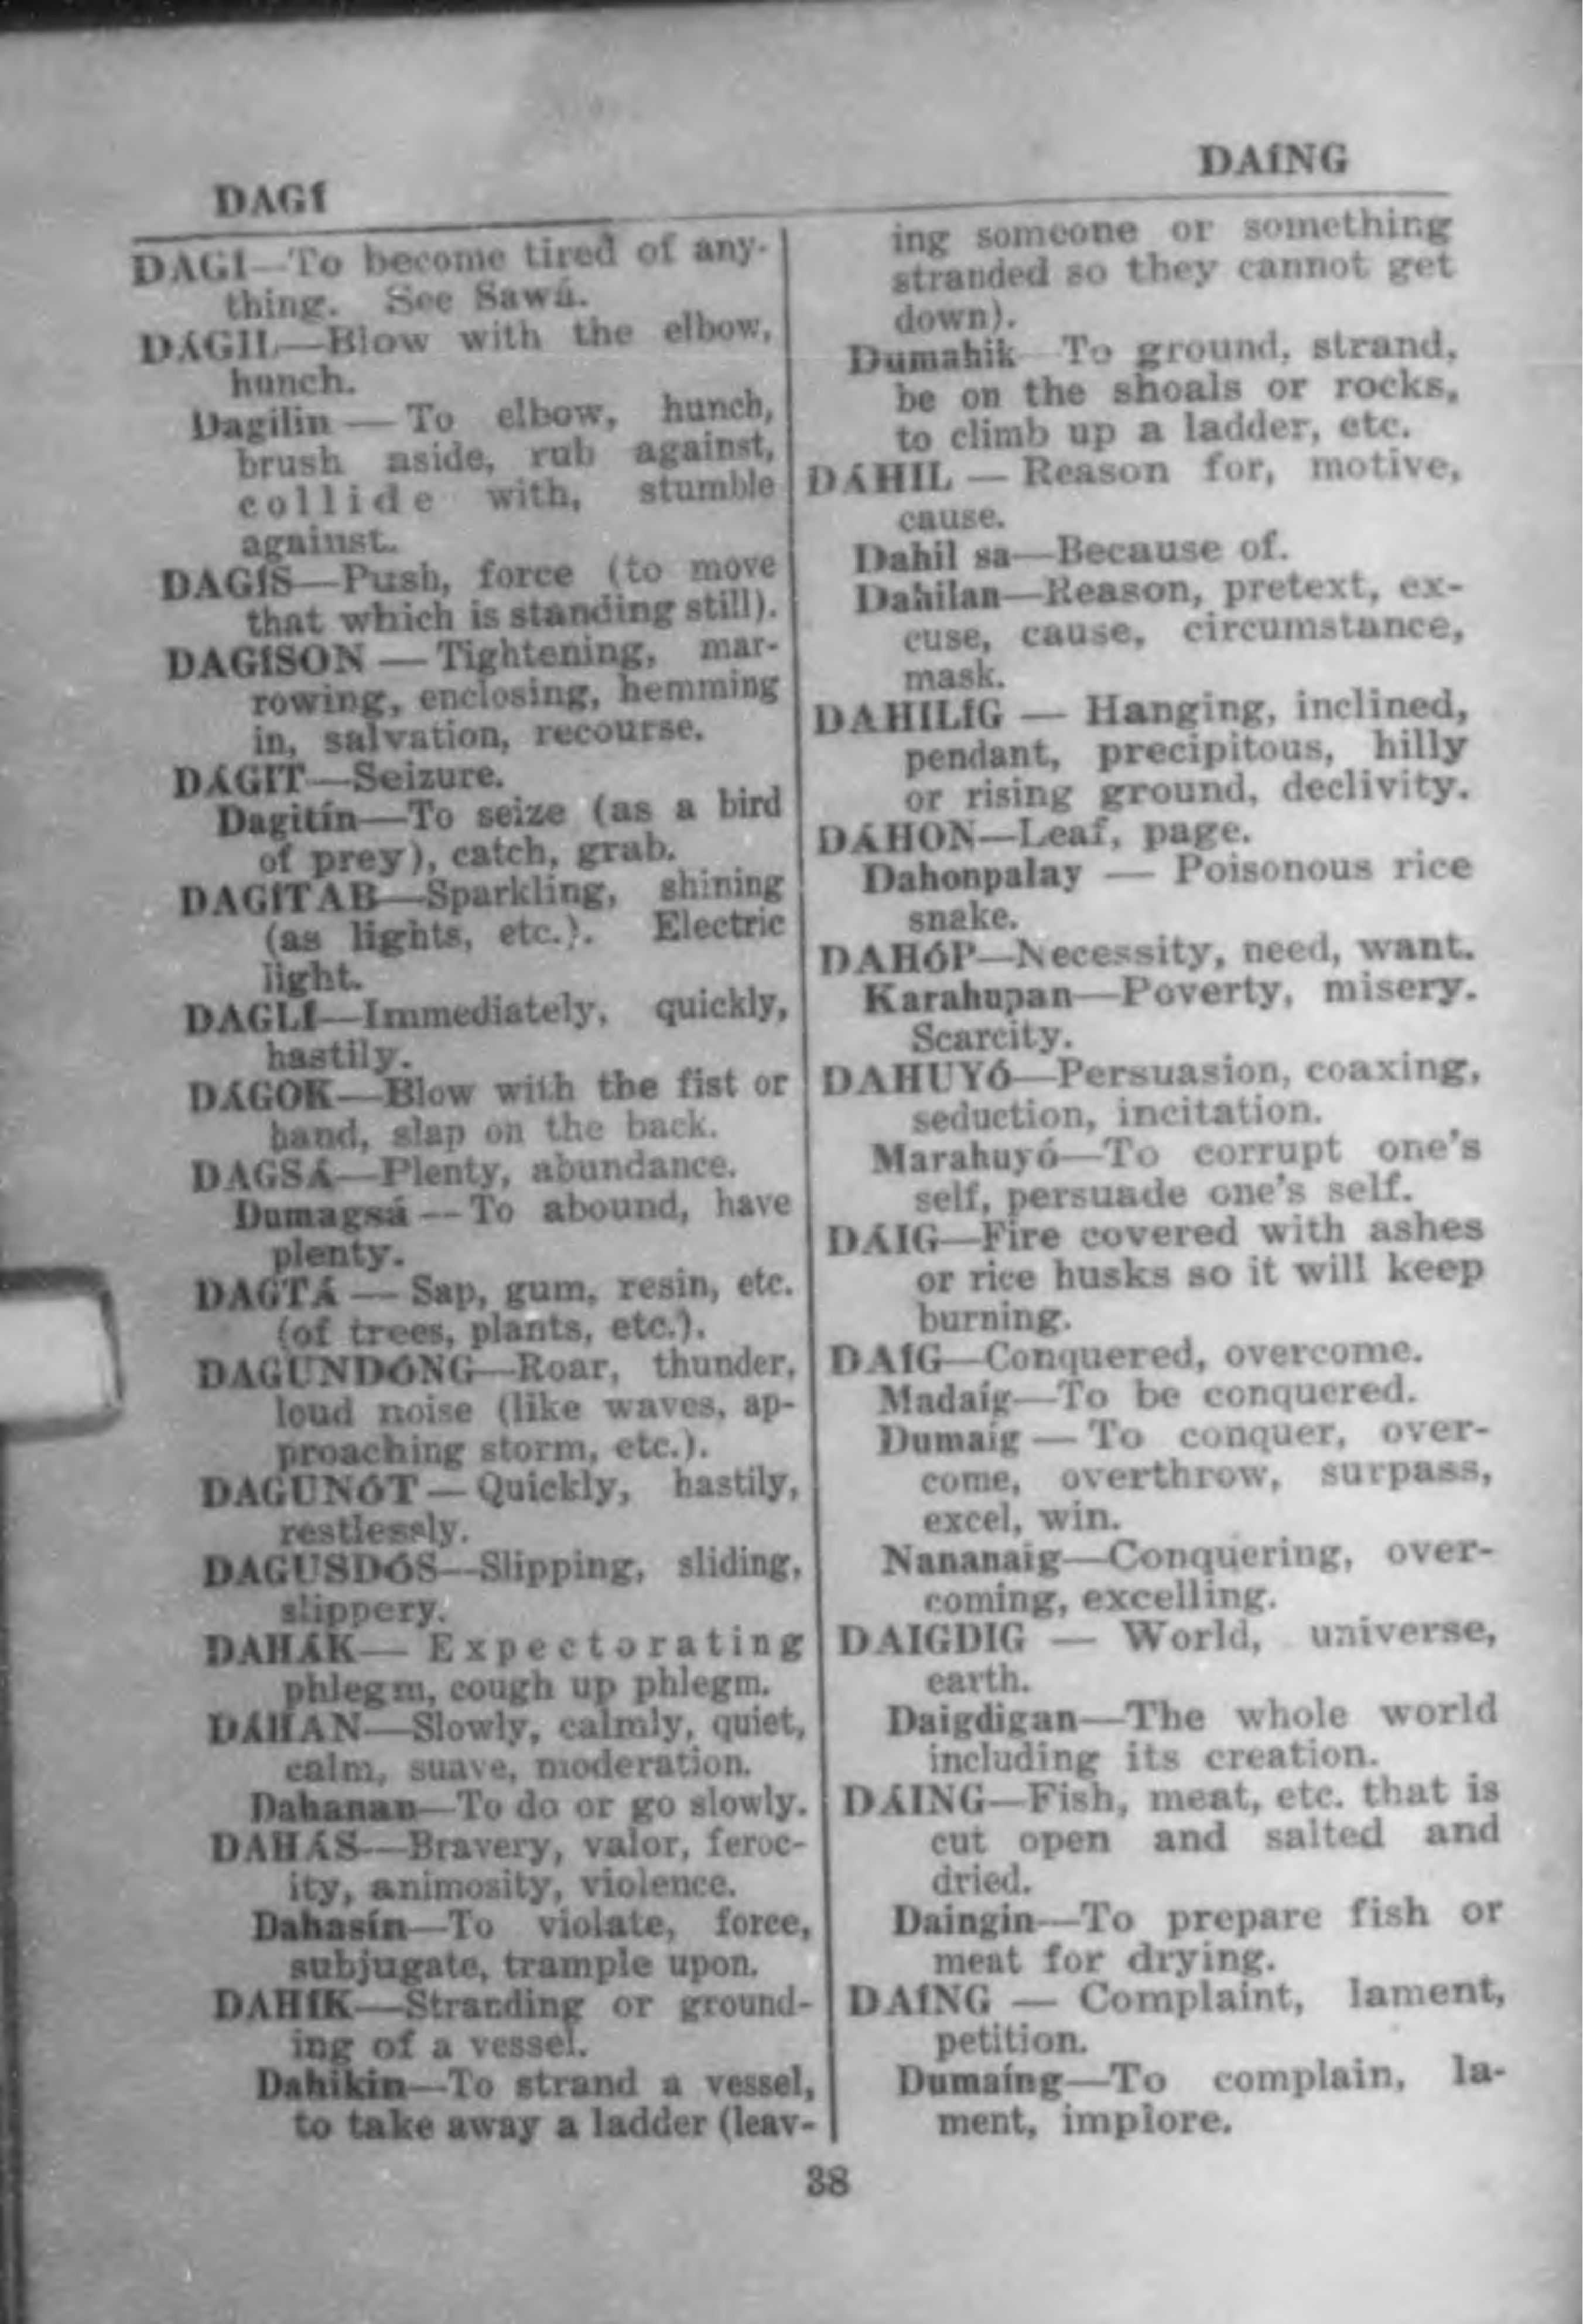 DAGÍ
DAÍNG
DAGÍ—To become tired of any-
thing. See Sawá.
DÁGIL—Blow with the elbow,
hunch.
Dagilin — To elbow, hunch,
brush aside, rub against,
collide with, stumble
against.
DAGÍS—Push, force (to move
that which is standing still).
DAGÍSON — Tightening, mar-
rowing, enclosing, hemming
in, salvation, recourse.
DÁGIT—Seizure.
Dagitín—To seize (as a bird
of prey), catch, grab.
DAGÍTAB—Sparkling, shining
(as lights, etc.). Electric
light.
DAGLÍ—Immediately, quickly,
hastily.
DÁGOK—Blow with the fist or
hand, slap on the back.
DAGSÁ—Plenty, abundance.
Dumagsá — To abound, have
plenty.
DAGTÁ — Sap, gum, resin, etc.
(of trees, plants, etc.).
DAGUNDÓNG—Roar, thunder,
loud noise (like waves, ap-
proaching storm, etc.).
DAGUNÓT — Quickly, hastily,
restlessly.
DAGUSDÓS—Slipping, sliding,
slippery.
DAHÁK— Expectorating
phlegm, cough up phlegm.
DÁHAN—Slowly, calmly, quiet,
calm, suave, moderation.
Dahanan—To do or go slowly.
DAHÁS—Bravery, valor, feroc-
ity, animosity, violence.
Dahasín—To violate, force,
subjugate, trample upon.
DAHÍK—Stranding or ground-
ing of a vessel.
Dahikin—To strand a vessel,
to take away a ladder (leav-
ing someone or something
stranded so they cannot get
down).
Dumahik To ground, strand,
be on the shoals or rocks,
to climb up a ladder, etc.
DÁHIL — Reason for, motive,
cause.
Dahil sa—Because of.
Dahilan—Reason, pretext, ex-
cuse, cause, circumstance,
mask.
DAHILÍG — Hanging, inclined,
pendant, precipitous, hilly
or rising ground, declivity.
DÁHON—Leaf, page.
Dahonpalay — Poisonous rice
snake.
DAHÓP—Necessity, need, want.
Karahupan—Poverty, misery.
Scarcity.
DAHUYÓ—Persuasion, coaxing,
seduction, incitation.
Marahuyó—To corrupt one's
self, persuade one's self.
DÁIG—Fire covered with ashes
or rice husks so it will keep
burning.
DAÍG—Conquered, overcome.
Madaíg—To be conquered.
Dumaíg — To conquer, over-
come, overthrow, surpass,
excel, win.
Nananaig—Conquering, over-
coming, excelling.
DAIGDIG — World, universe,
earth.
Daigdigan—The whole world
including its creation.
DÁING—Fish, meat, etc. that is
cut open and salted and
dried.
Daingin—To prepare fish or
meat for drying.
DAÍNG — Complaint, lament,
petition.
Dumaíng—To complain, la-
ment, implore.
38